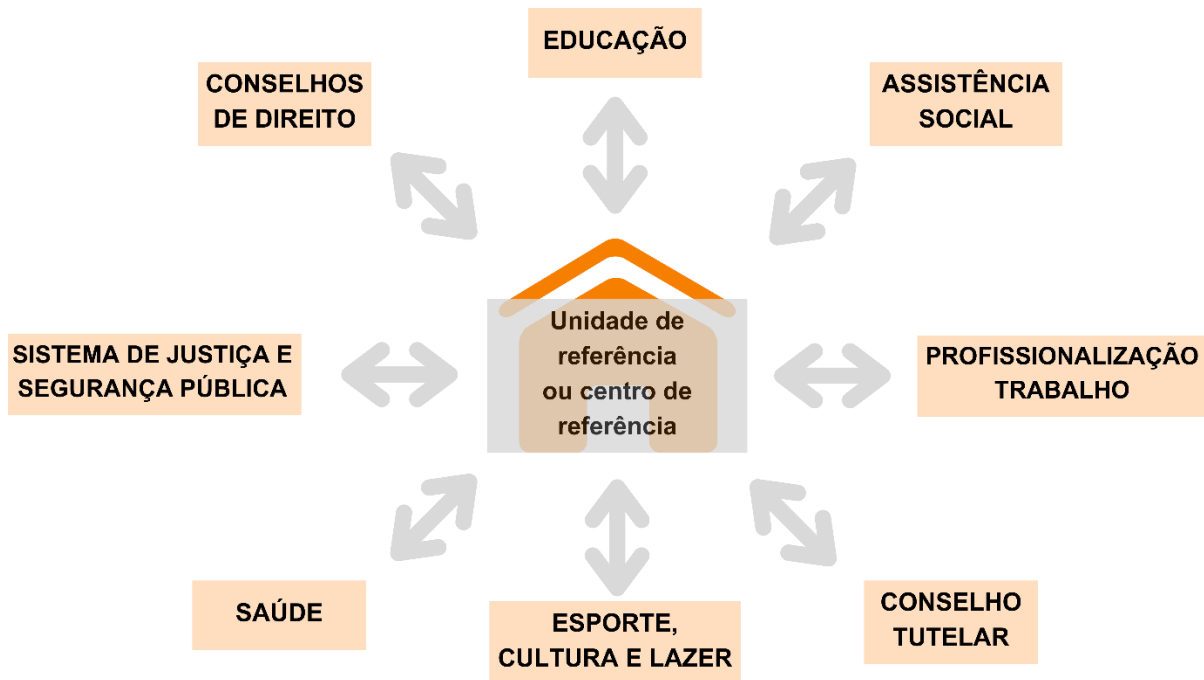 EDUCAÇÃO
CONSELHOS
DE DIREITO
ASSISTÊNCIA
SOCIAL
SISTEMA DE JUSTIÇA E
SEGURANÇA PÚBLICA
Unidade de
referência
ou centro de
referência
PROFISSIONALIZAÇÃO
TRABALHO
SAÚDE
ESPORTE,
CULTURA E LAZER
CONSELHO
TUTELAR